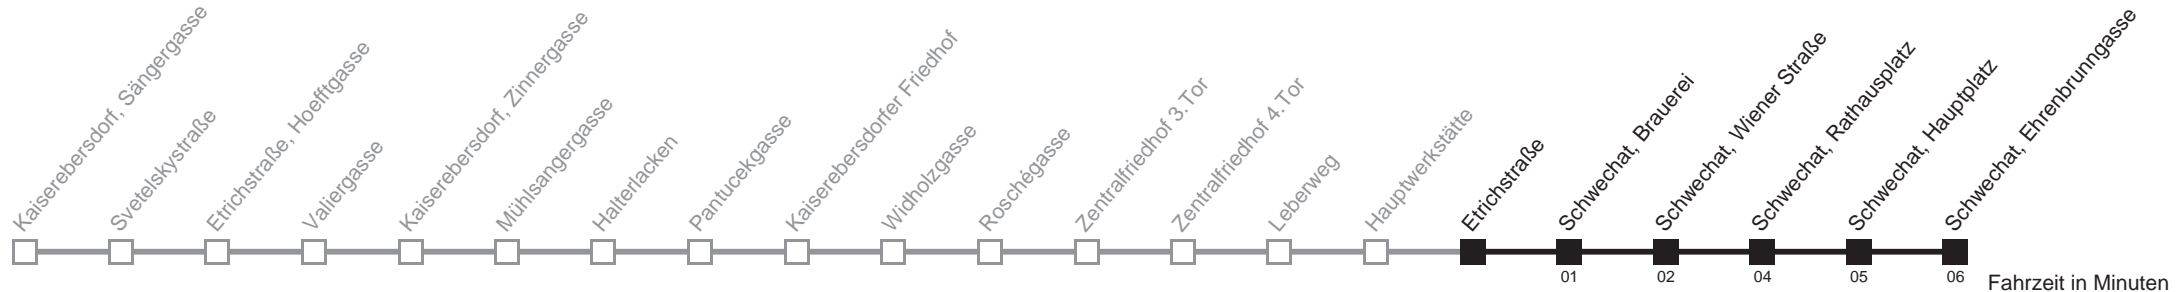 Kaiserebersdorf, Sängergasse
Svetelskystraße
Etrichstraße, Hoefftgasse
Valiergasse
Kaiserebersdorf, Zinnergasse
Mühlsangergasse
Halterlacken
Pantucekgasse
Kaiserebersdorfer Friedhof
Widholzgasse
Roschégasse
Zentralfriedhof 3.Tor
Zentralfriedhof 4.Tor
Leberweg
Hauptwerkstätte
Etrichstraße
Schwechat, Brauerei
Schwechat, Wiener Straße
Schwechat, Rathausplatz
Schwechat, Hauptplatz
Schwechat, Ehrenbrunngasse
01 02 04 05 06 Fahrzeit in Minuten